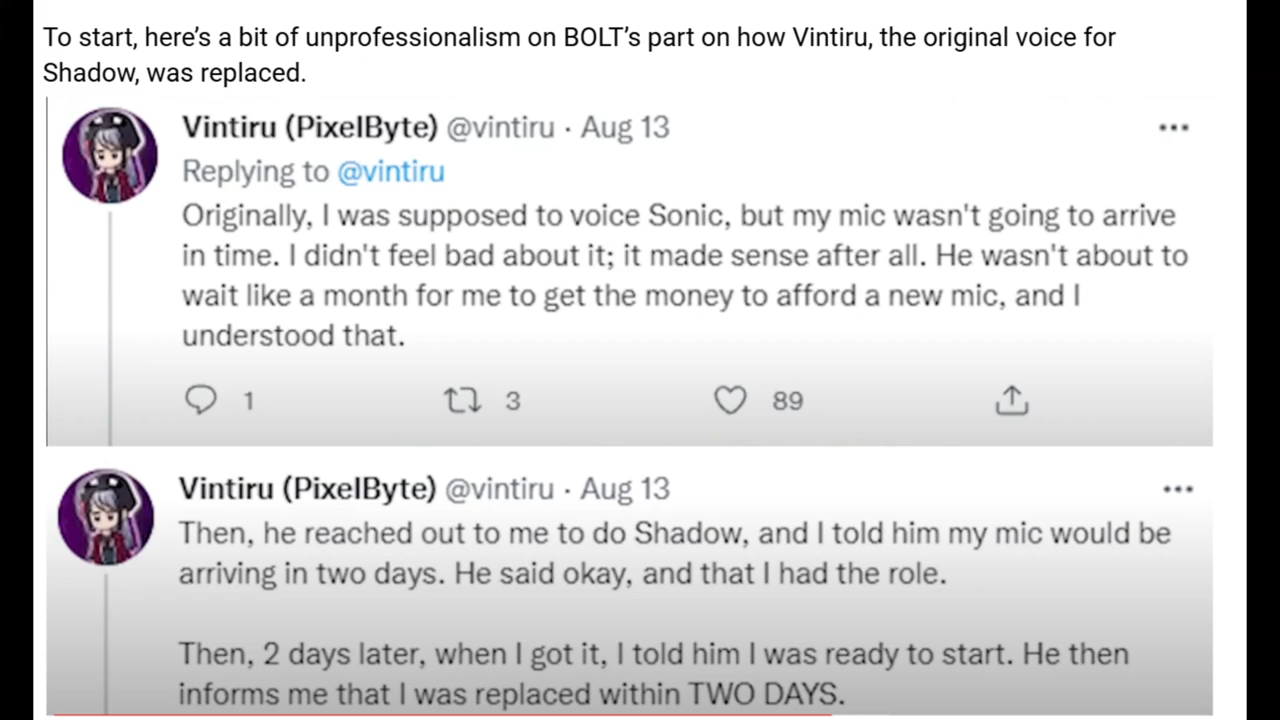 To start, here’s a bit of unprofessionalism on BOLT’s part on how Vintiru, the original voice for
Shadow, was replaced.
Vintiru (PixelByte) @vintiru · Aug 13
Replying to @vintiru
Originally, I was supposed to voice Sonic, but my mic wasn't going to arrive
in time. I didn't feel bad about it; it made sense after all. He wasn't about to
wait like a month for me to get the money to afford a new mic, and I
understood that.
1 3 89
Vintiru (PixelByte) @vintiru · Aug 13
Then, he reached out to me to do Shadow, and I told him my mic would be
arriving in two days. He said okay, and that I had the role.
Then, 2 days later, when I got it, I told him I was ready to start. He then
informs me that I was replaced within TWO DAYS.